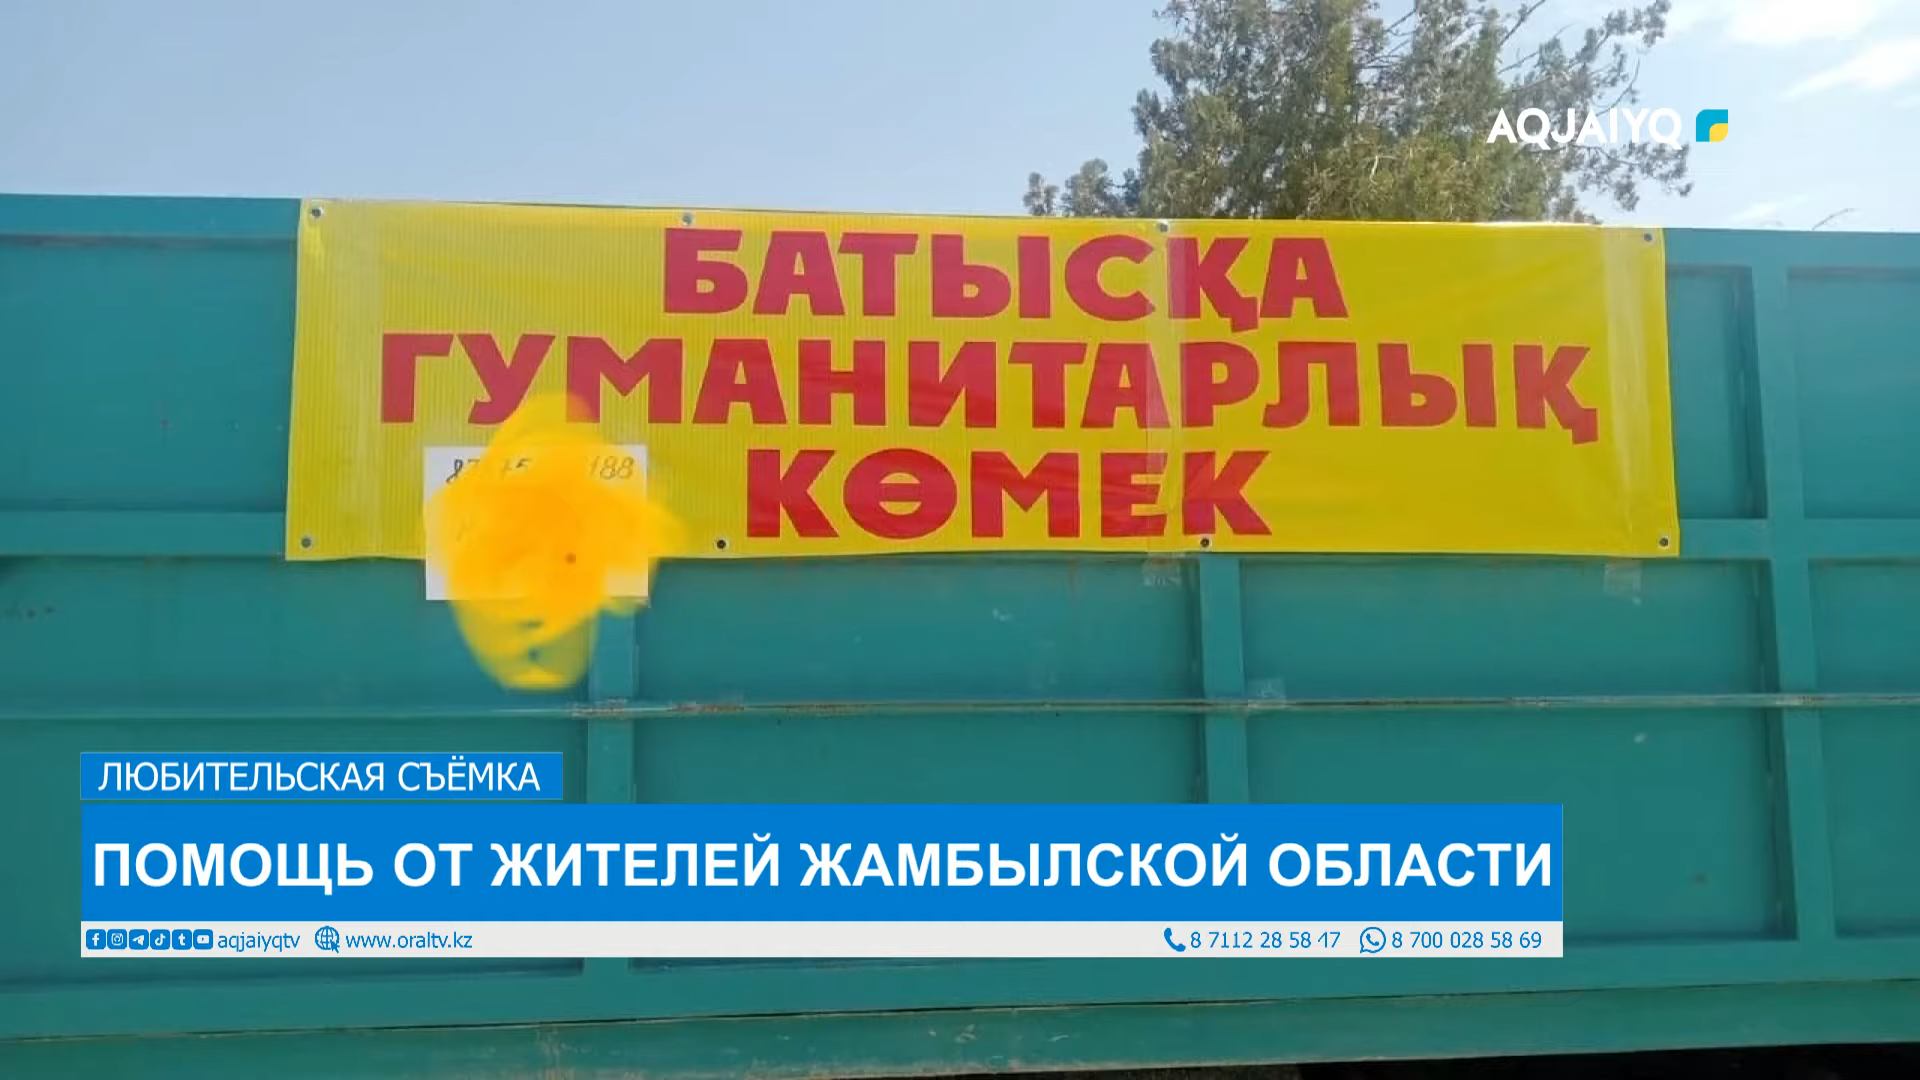 AQJAIYQ
БАТЫСҚА
ГУМАНИТАРЛЫҚ
КӨМЕК
ЛЮБИТЕЛЬСКАЯ СЪЁМКА
ПОМОЩЬ ОТ ЖИТЕЛЕЙ ЖАМБЫЛСКОЙ ОБЛАСТИ
aqjaiyqtv www.oraltv.kz 8 7112 28 58 47 8 700 028 58 69